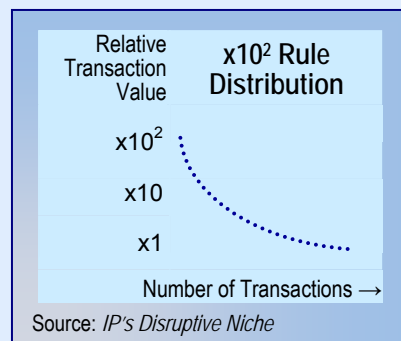 Relative
Transaction
Value
x10² Rule
Distribution
x10²
x10
x1
Number of Transactions →
Source: IP's Disruptive Niche